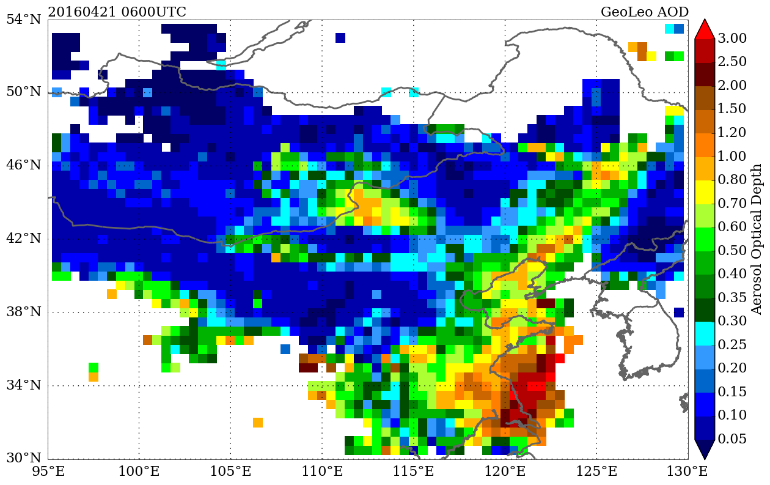 20160421 0600UTC GeoLeo AOD
54°N
50°N
46°N
42°N
38°N
34°N
30°N
95°E 100°E 105°E 110°E 115°E 120°E 125°E 130°E
3.00
2.50
2.00
1.50
1.20
1.00
0.80
0.70
0.60
0.50
0.40
0.35
0.30
0.25
0.20
0.15
0.10
0.05
Aerosol Optical Depth